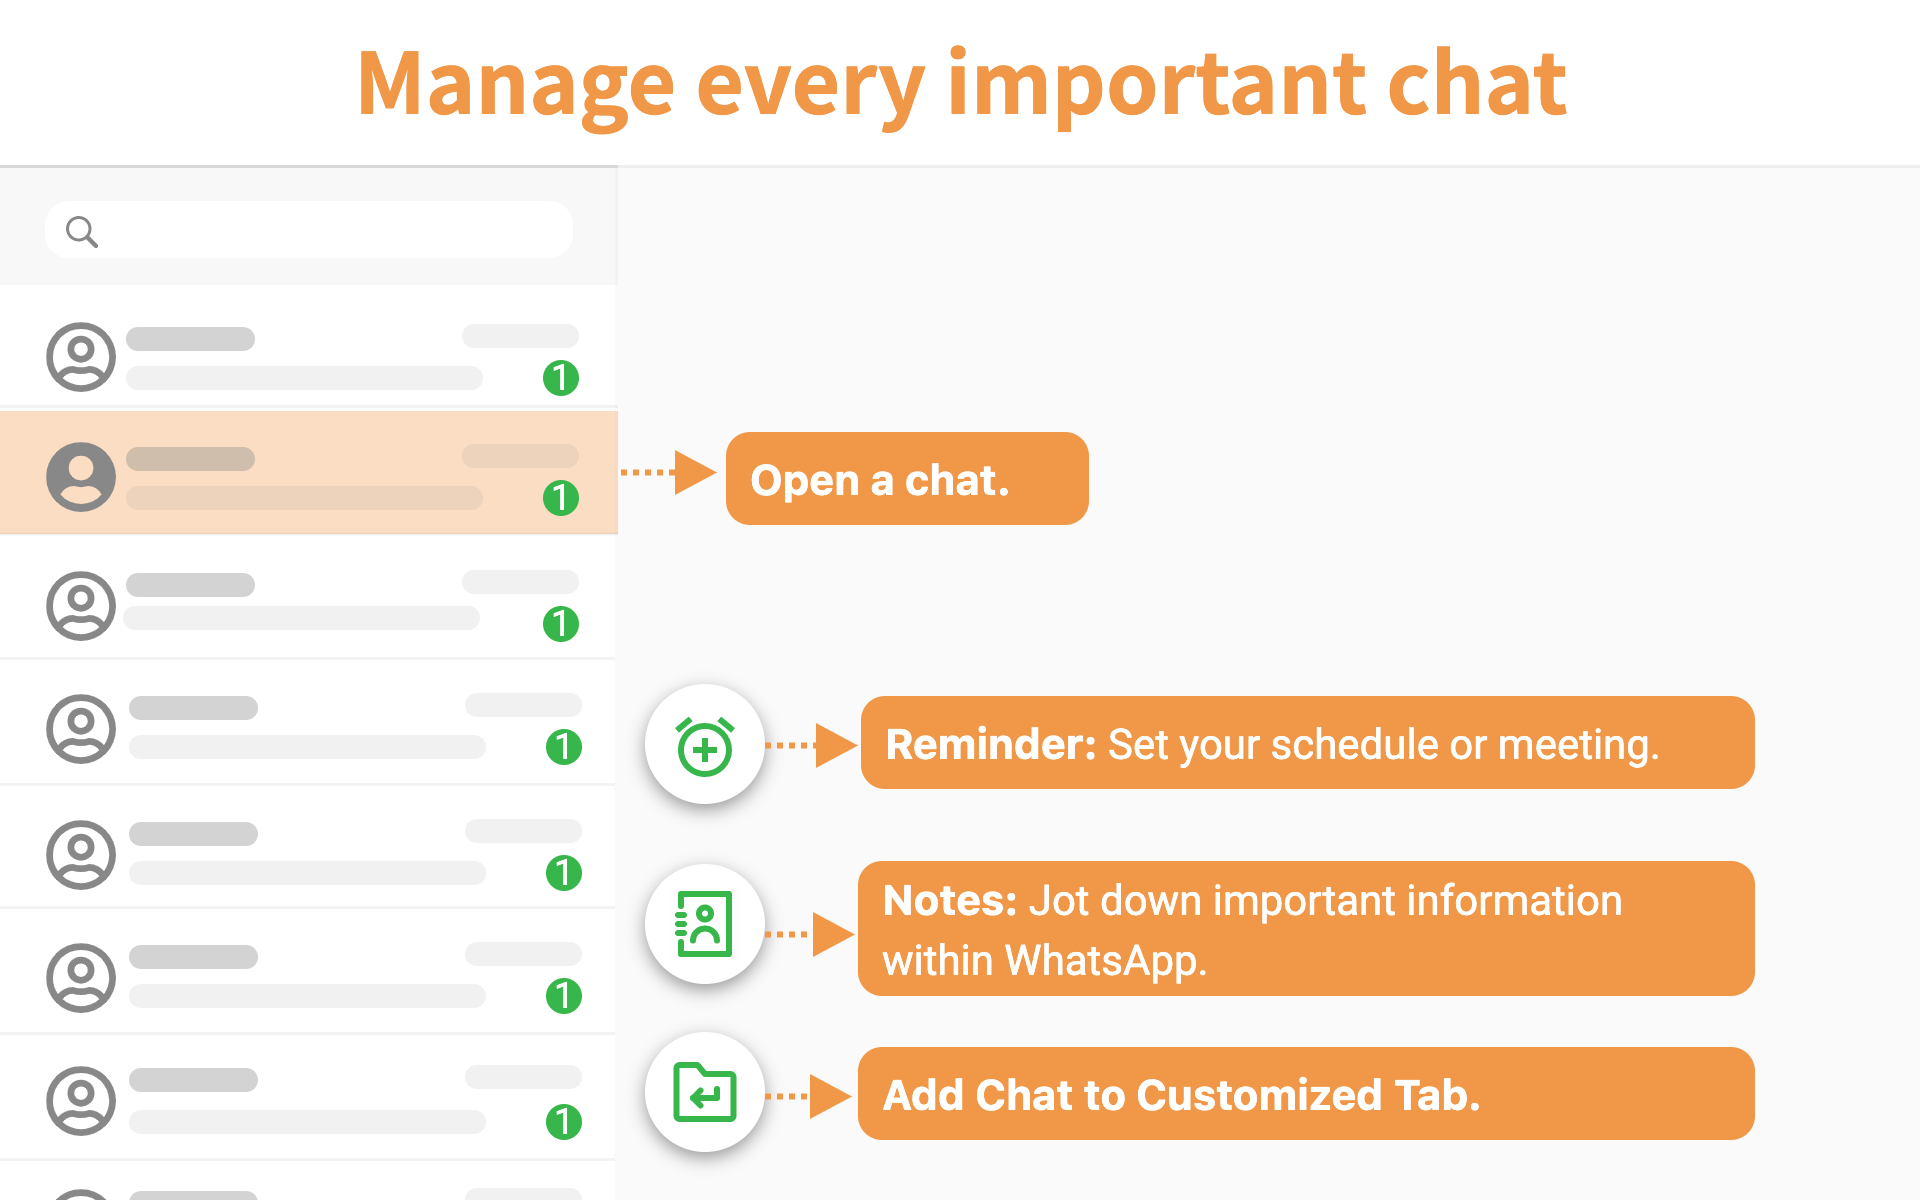 Manage every important chat
1
1
Open a chat.
1
1
Reminder: Set your schedule or meeting.
1
Notes: Jot down important information
within WhatsApp.
1
1
Add Chat to Customized Tab.